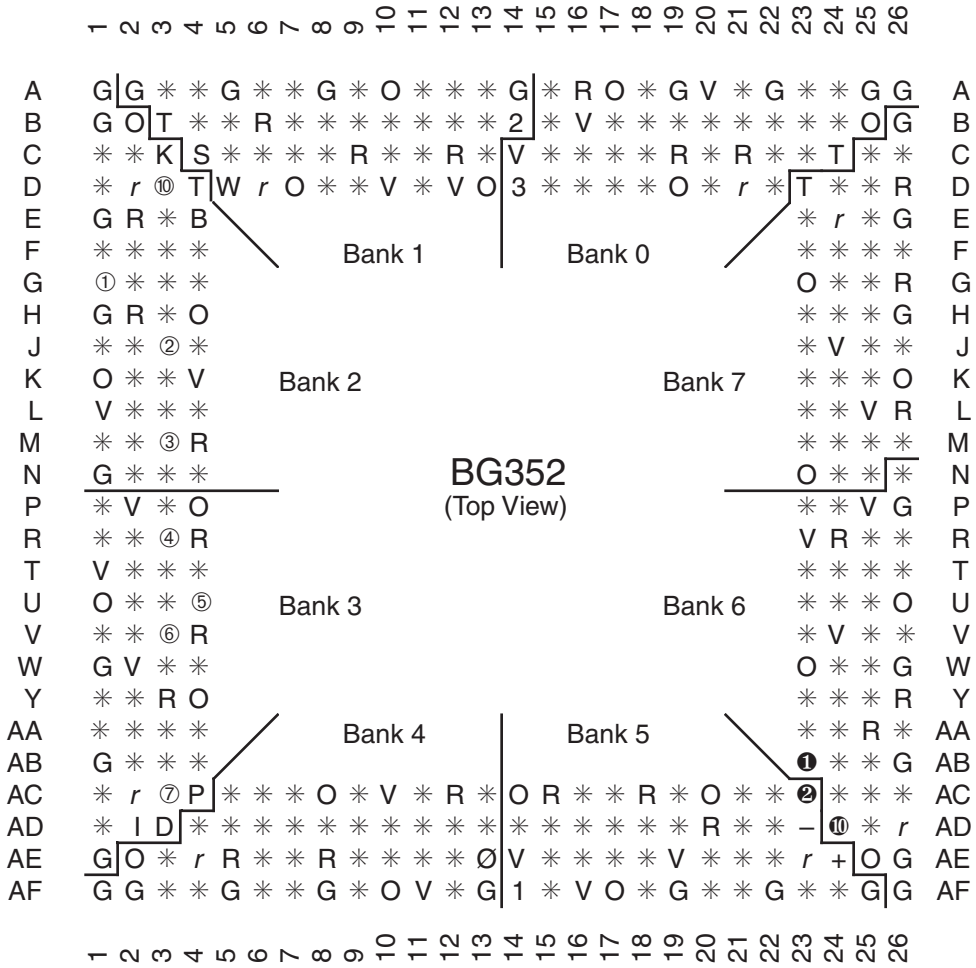 1 2 3 4 5 6 7 8 9 10 11 12 13 14 15 16 17 18 19 20 21 22 23 24 25 26
A G G ✳ ✳ G ✳ ✳ G ✳ O ✳ ✳ ✳ G ✳ R O ✳ G V ✳ G ✳ ✳ G G A
B G O T ✳ ✳ R ✳ ✳ ✳ ✳ ✳ ✳ ✳ 2 ✳ V ✳ ✳ ✳ ✳ ✳ ✳ ✳ ✳ O G B
C ✳ ✳ K S ✳ ✳ ✳ ✳ R ✳ ✳ R ✳ V ✳ ✳ ✳ ✳ R ✳ R ✳ ✳ T ✳ ✳ C
D ✳ r ⑩ T W r O ✳ ✳ V ✳ V O 3 ✳ ✳ ✳ ✳ O ✳ r ✳ T ✳ ✳ R D
E G R ✳ B ✳ r ✳ G E
F ✳ ✳ ✳ ✳ Bank 1 Bank 0 ✳ ✳ ✳ ✳ F
G ① ✳ ✳ ✳ O ✳ ✳ R G
H G R ✳ O ✳ ✳ ✳ G H
J ✳ ✳ ② ✳ ✳ V ✳ ✳ J
K O ✳ ✳ V Bank 2 Bank 7 ✳ ✳ ✳ O K
L V ✳ ✳ ✳ ✳ ✳ V R L
M ✳ ✳ ③ R ✳ ✳ ✳ ✳ M
N G ✳ ✳ ✳ BG352 O ✳ ✳ ✳ N
P ✳ V ✳ O (Top View) ✳ ✳ V G P
R ✳ ✳ ④ R V R ✳ ✳ R
T V ✳ ✳ ✳ ✳ ✳ ✳ ✳ T
U O ✳ ✳ ⑤ Bank 3 Bank 6 ✳ ✳ ✳ O U
V ✳ ✳ ⑥ R ✳ V ✳ ✳ V
W G V ✳ ✳ O ✳ ✳ G W
Y ✳ ✳ R O ✳ ✳ ✳ R Y
AA ✳ ✳ ✳ ✳ Bank 4 Bank 5 ✳ ✳ R ✳ AA
AB G ✳ ✳ ✳ ❶ ✳ ✳ G AB
AC ✳ r ⑦ P ✳ ✳ ✳ O ✳ V ✳ R ✳ O R ✳ ✳ R ✳ O ✳ ✳ ❷ ✳ ✳ ✳ AC
AD ✳ I D ✳ ✳ ✳ ✳ ✳ ✳ ✳ ✳ ✳ ✳ ✳ ✳ ✳ ✳ ✳ ✳ R ✳ ✳ – ❿ ✳ r AD
AE G O ✳ r R ✳ ✳ R ✳ ✳ ✳ ✳ Ø V ✳ ✳ ✳ ✳ V ✳ ✳ ✳ r + O G AE
AF G G ✳ ✳ G ✳ ✳ G ✳ O V ✳ G 1 ✳ V O ✳ G ✳ ✳ G ✳ ✳ G G AF
1 2 3 4 5 6 7 8 9 10 11 12 13 14 15 16 17 18 19 20 21 22 23 24 25 26